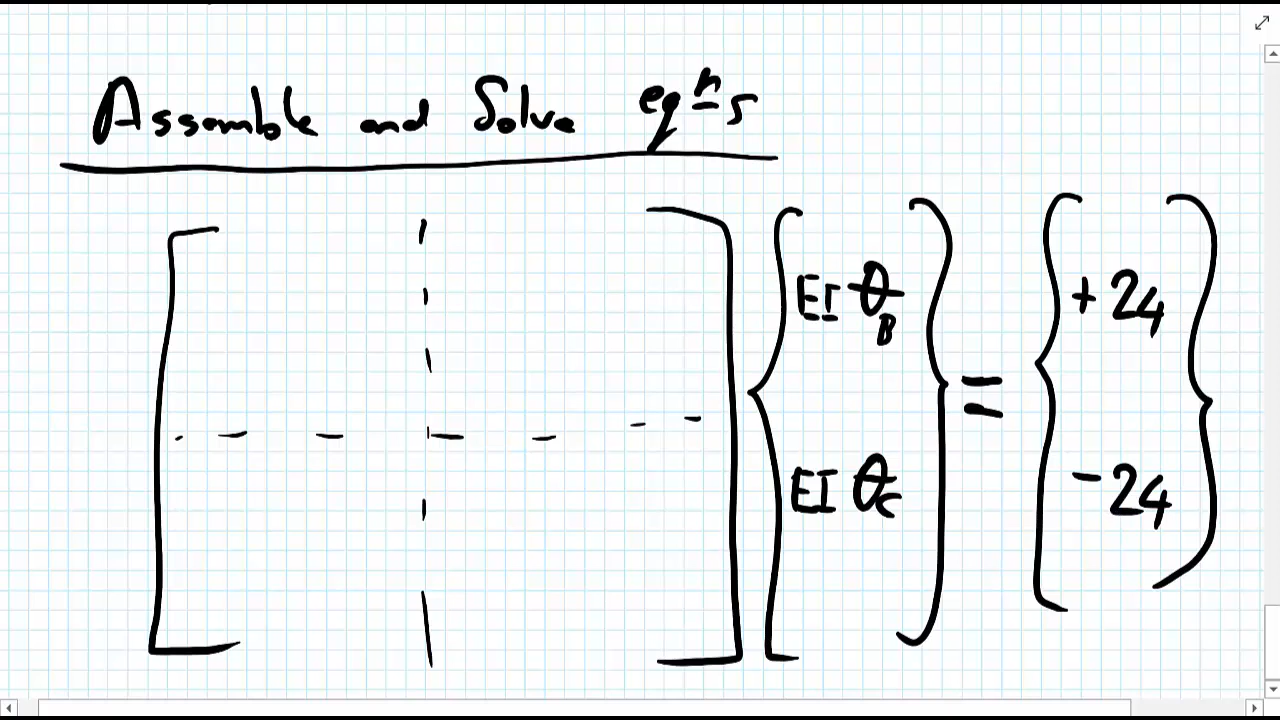 Assemble and Solve eqns
EI θB = +24
EI θC -24